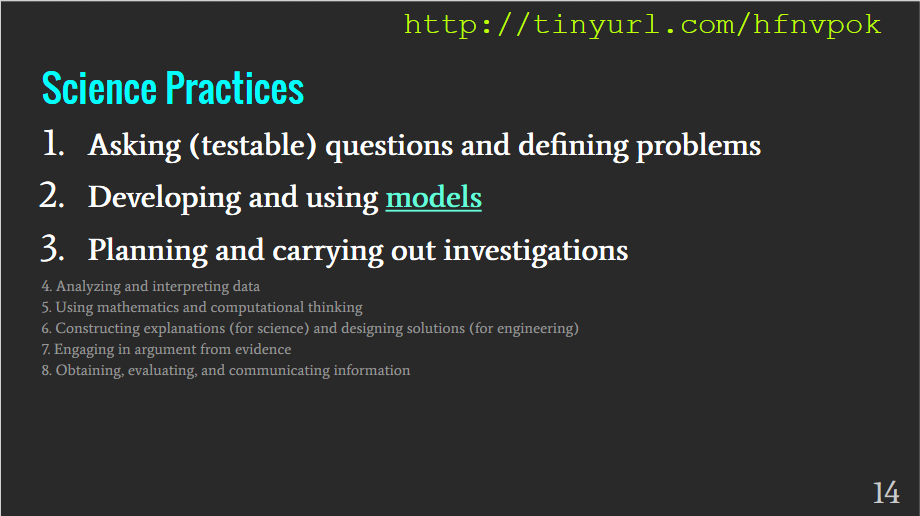 http://tinyurl.com/hfnvpok
Science Practices
1. Asking (testable) questions and defining problems
2. Developing and using models
3. Planning and carrying out investigations
4. Analyzing and interpreting data
5. Using mathematics and computational thinking
6. Constructing explanations (for science) and designing solutions (for engineering)
7. Engaging in argument from evidence
8. Obtaining, evaluating, and communicating information
14